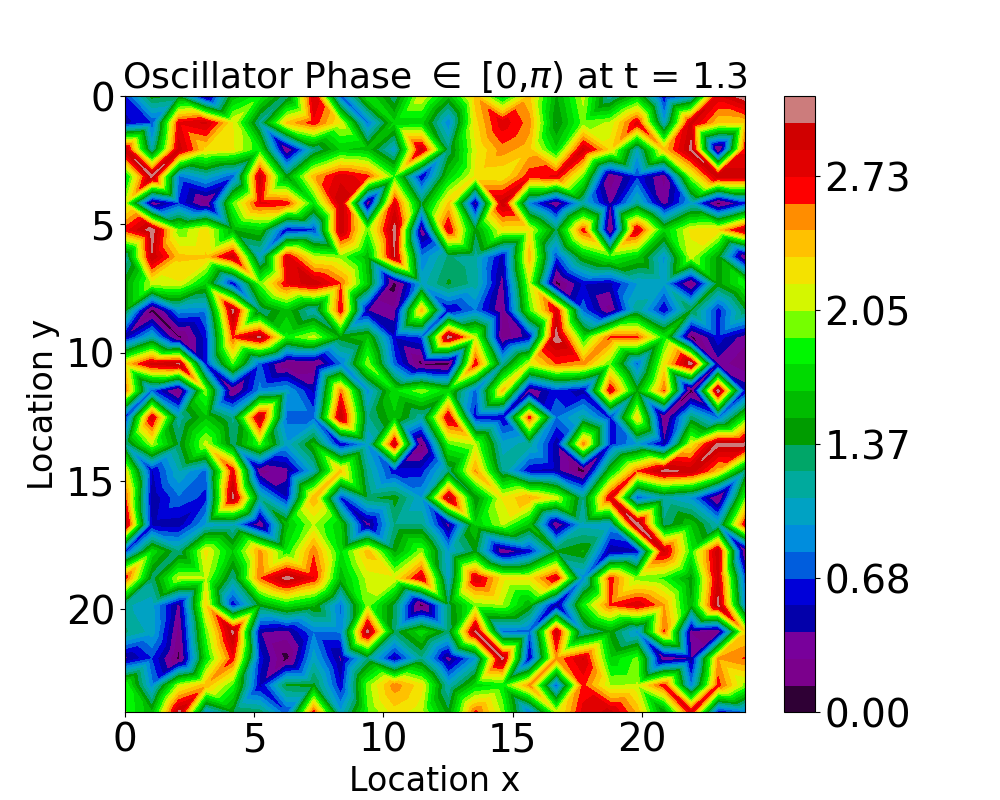 Oscillator Phase ∈ [0,π) at t = 1.3
0
5
10
15
20
Location y
0 5 10 15 20
Location x
2.73
2.05
1.37
0.68
0.00